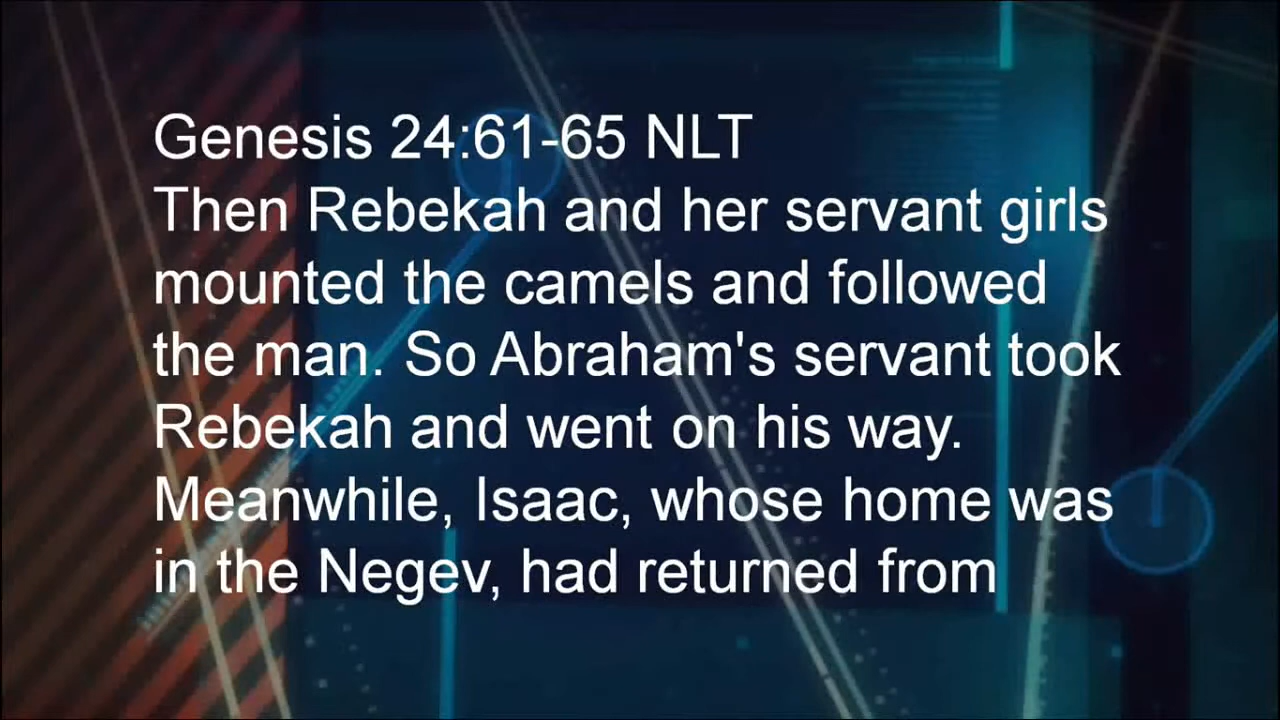 Genesis 24:61-65 NLT
Then Rebekah and her servant girls
mounted the camels and followed
the man. So Abraham's servant took
Rebekah and went on his way.
Meanwhile, Isaac, whose home was
in the Negev, had returned from